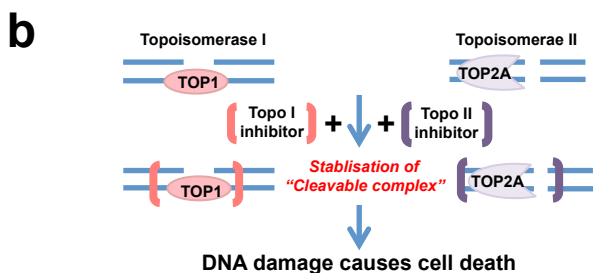 b
Topoisomerase I
Topoisomerae II
TOP1
TOP2A
Topo I
inhibitor
+
+
Topo II
inhibitor
Stablisation of
“Cleavable complex”
TOP1
TOP2A
DNA damage causes cell death